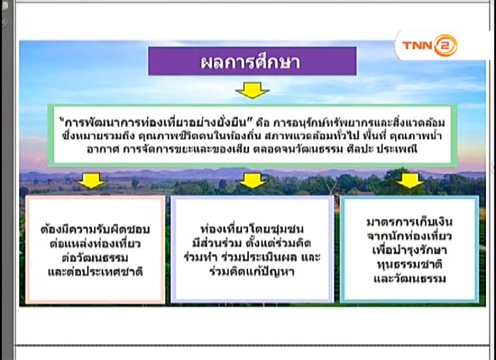 TNN2
ผลการศึกษา
"การพัฒนาการท่องเที่ยวอย่างยั่งยืน" คือ การอนุรักษ์ทรัพยากรและสิ่งแวดล้อม
ซึ่งหมายรวมถึง คุณภาพชีวิตคนในท้องถิ่น สภาพแวดล้อมทั่วไป พื้นที่ คุณภาพน้ำ
อากาศ การจัดการขยะและของเสีย ตลอดจนวัฒนธรรม ศิลปะ ประเพณี
ต้องมีความรับผิดชอบ
ต่อแหล่งท่องเที่ยว
ต่อวัฒนธรรม
และต่อประเทศชาติ
ท่องเที่ยวโดยชุมชน
มีส่วนร่วม ตั้งแต่ร่วมคิด
ร่วมทำ ร่วมประเมินผล และ
ร่วมคิดแก้ปัญหา
มาตรการเก็บเงิน
จากนักท่องเที่ยว
เพื่อบำรุงรักษา
ทุนธรรมชาติ
และวัฒนธรรม